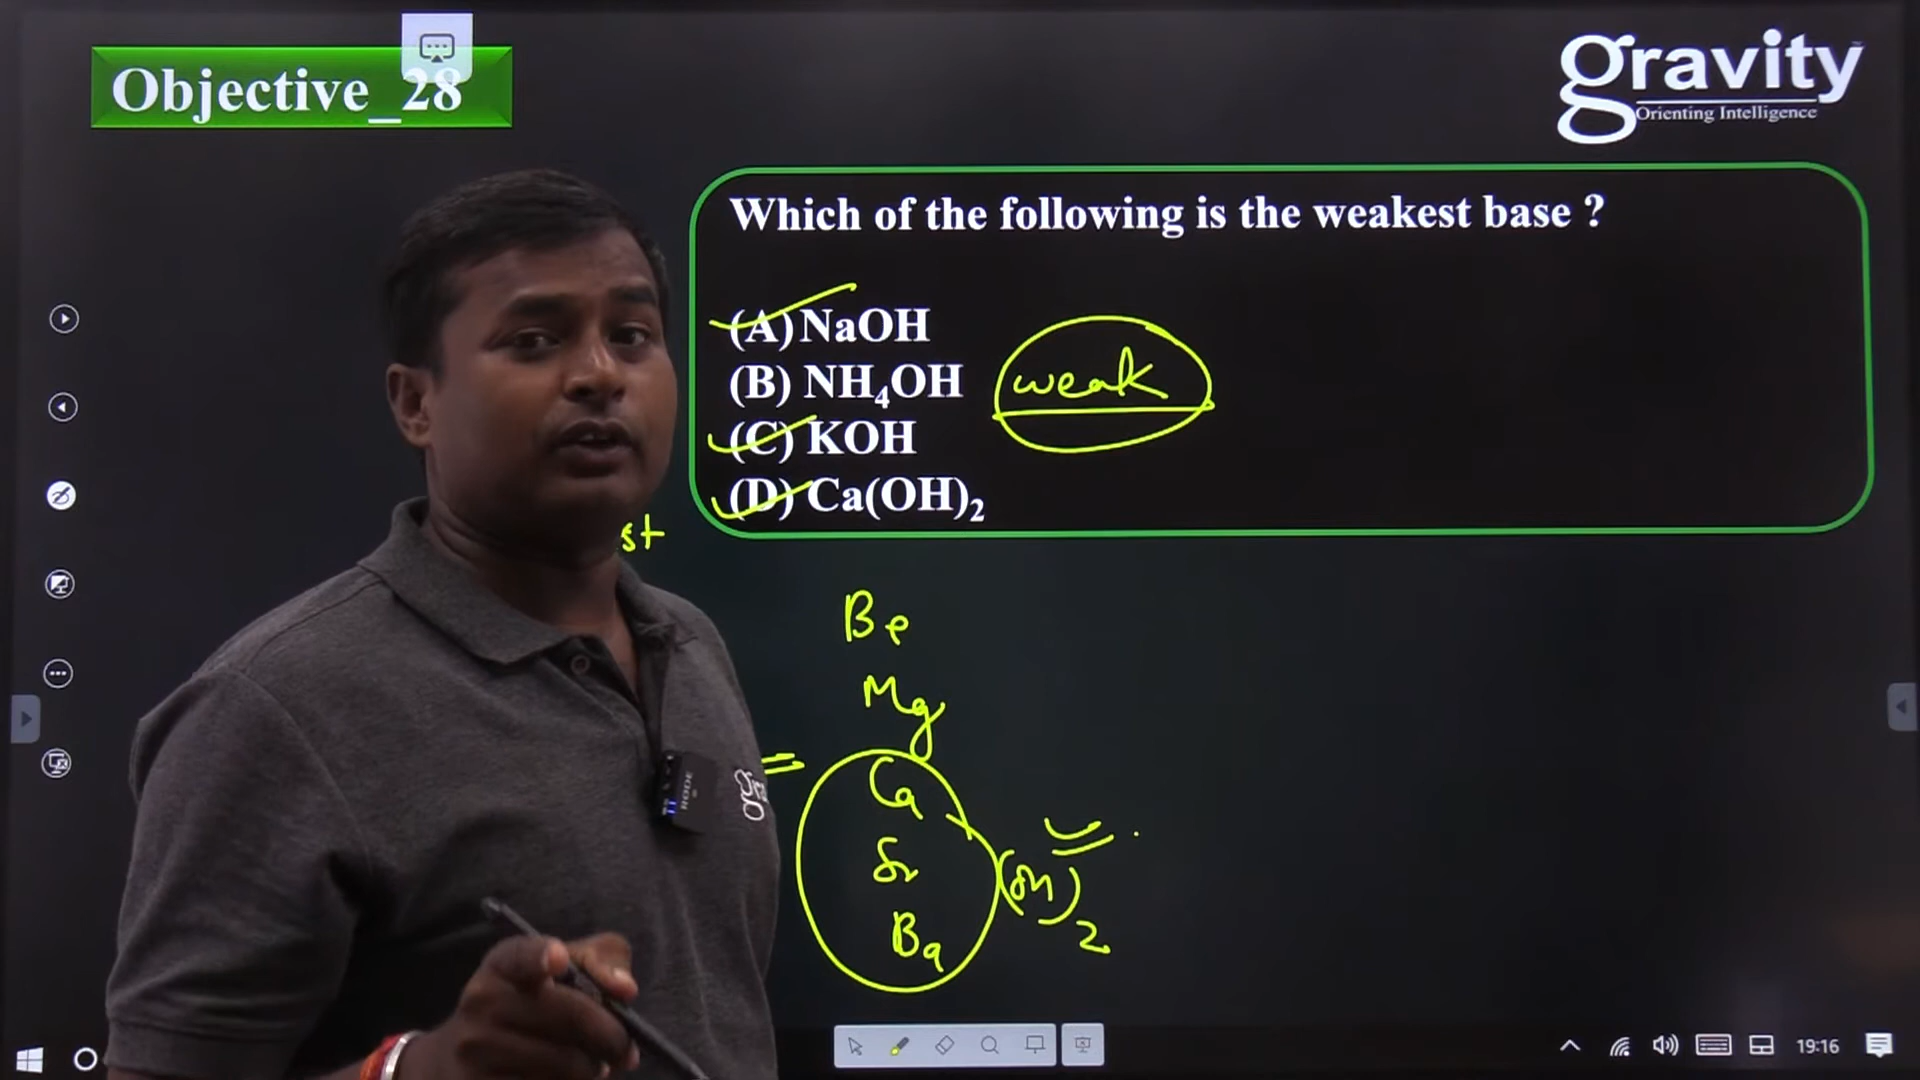 Objective_28
gravity
Orienting Intelligence
Which of the following is the weakest base ?
(A) NaOH
(B) NH₄OH
weak
(C) KOH
(D) Ca(OH)₂
st
Be
Mg
Ca
Sr
(OH)₂
Ba
RODE
19:16